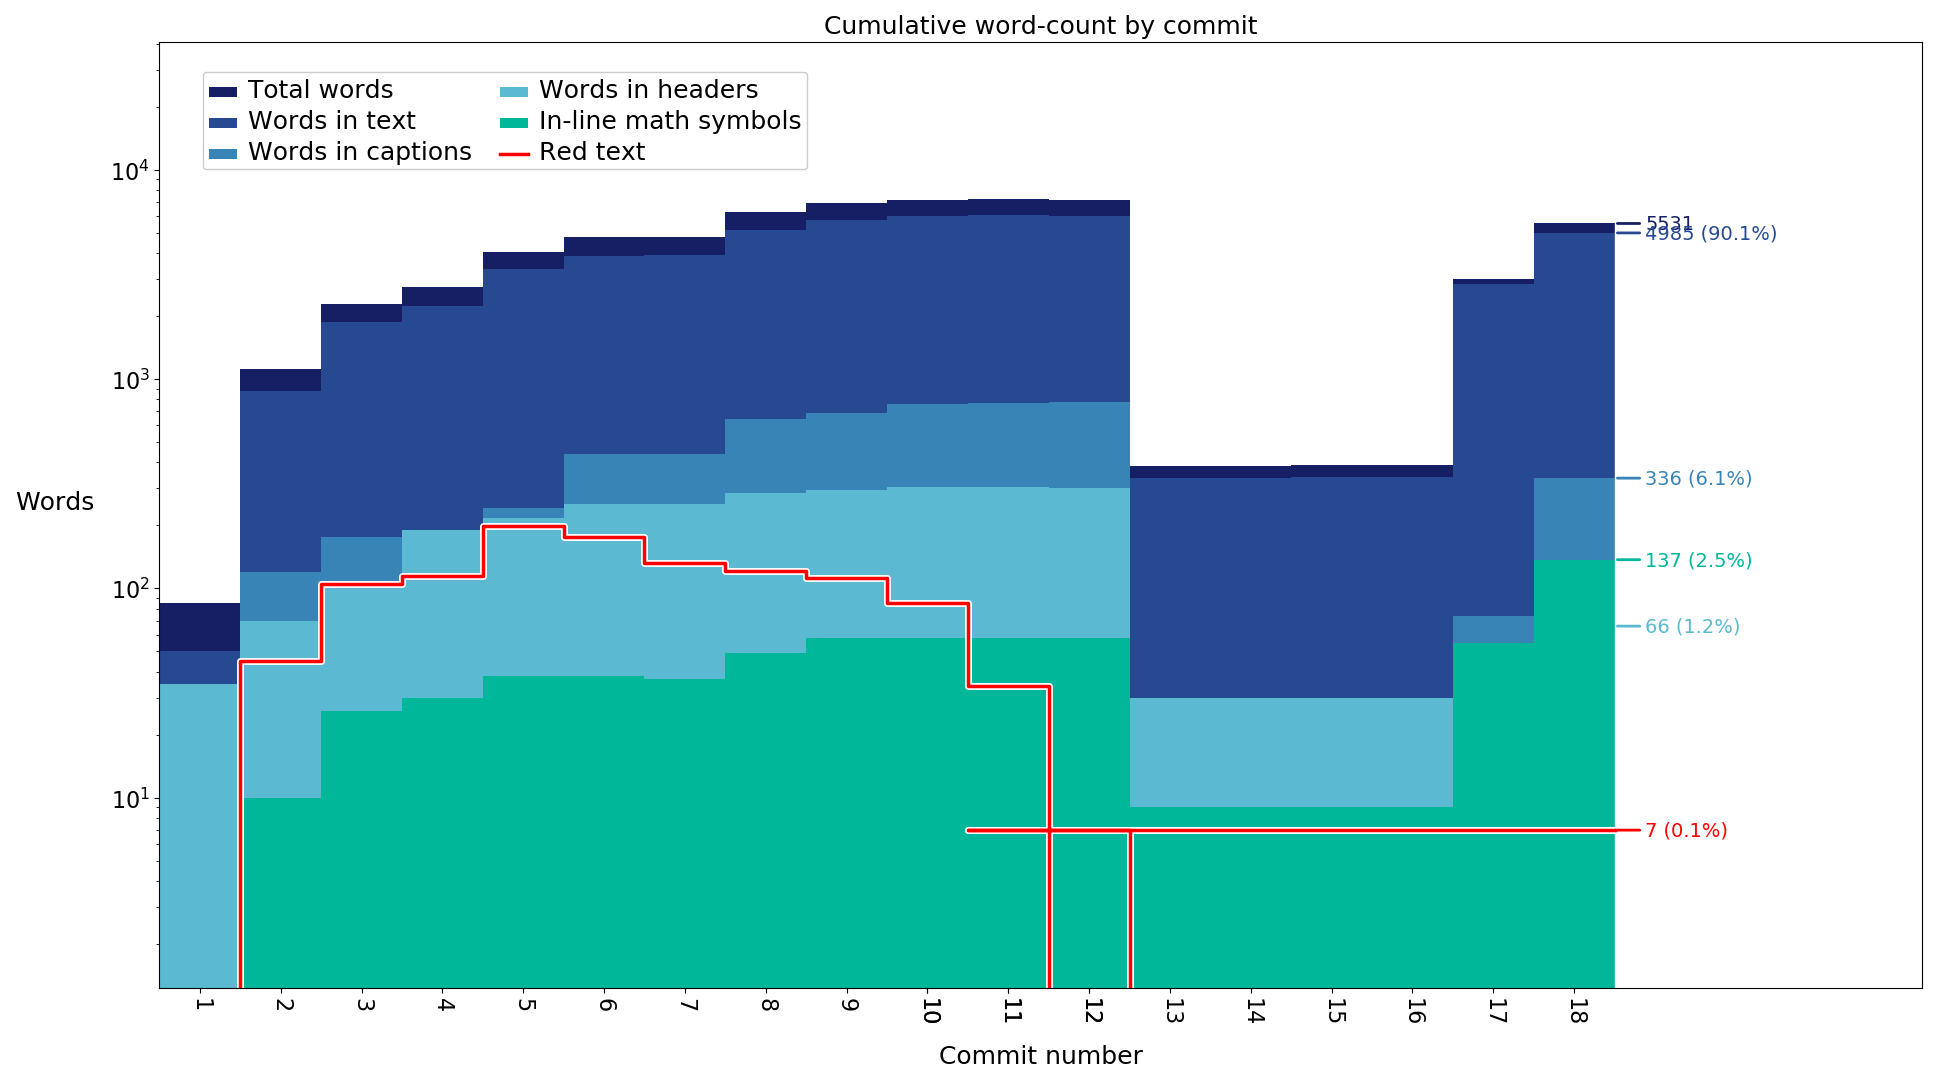 Cumulative word-count by commit
Total words
Words in text
Words in captions
Words in headers
In-line math symbols
Red text
10⁴
10³
10²
10¹
Words
5531
4985 (90.1%)
336 (6.1%)
137 (2.5%)
66 (1.2%)
7 (0.1%)
1 2 3 4 5 6 7 8 9 10 11 12 13 14 15 16 17 18
Commit number